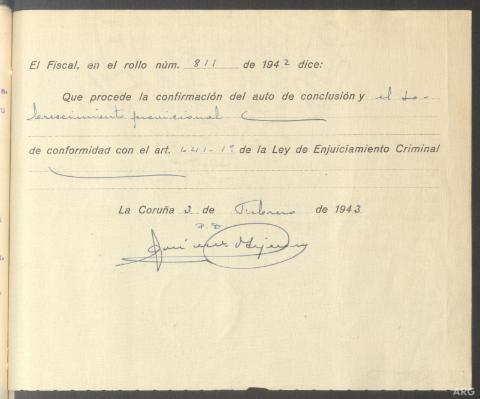 El Fiscal, en el rollo núm. 811 de 1942 dice:
Que procede la confirmación del auto de conclusión y el so-
breseimiento provisional
de conformidad con el art. 641-1º de la Ley de Enjuiciamiento Criminal
La Coruña 3 de Febrero de 1943
P. D.
José
ARG